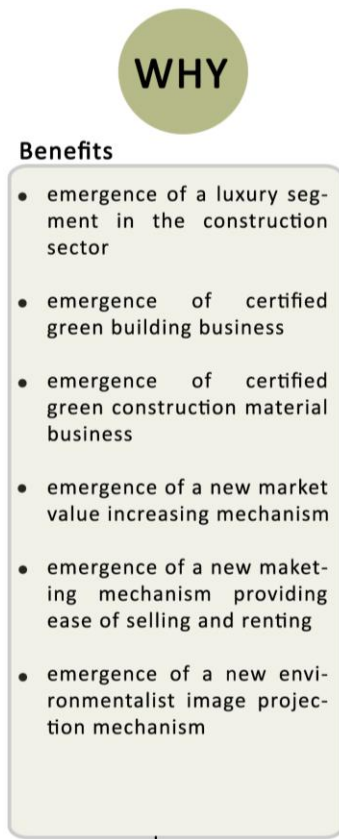 WHY
Benefits
• emergence of a luxury seg-
ment in the construction
sector
• emergence of certified
green building business
• emergence of certified
green construction material
business
• emergence of a new market
value increasing mechanism
• emergence of a new maket-
ing mechanism providing
ease of selling and renting
• emergence of a new envi-
ronmentalist image projec-
tion mechanism